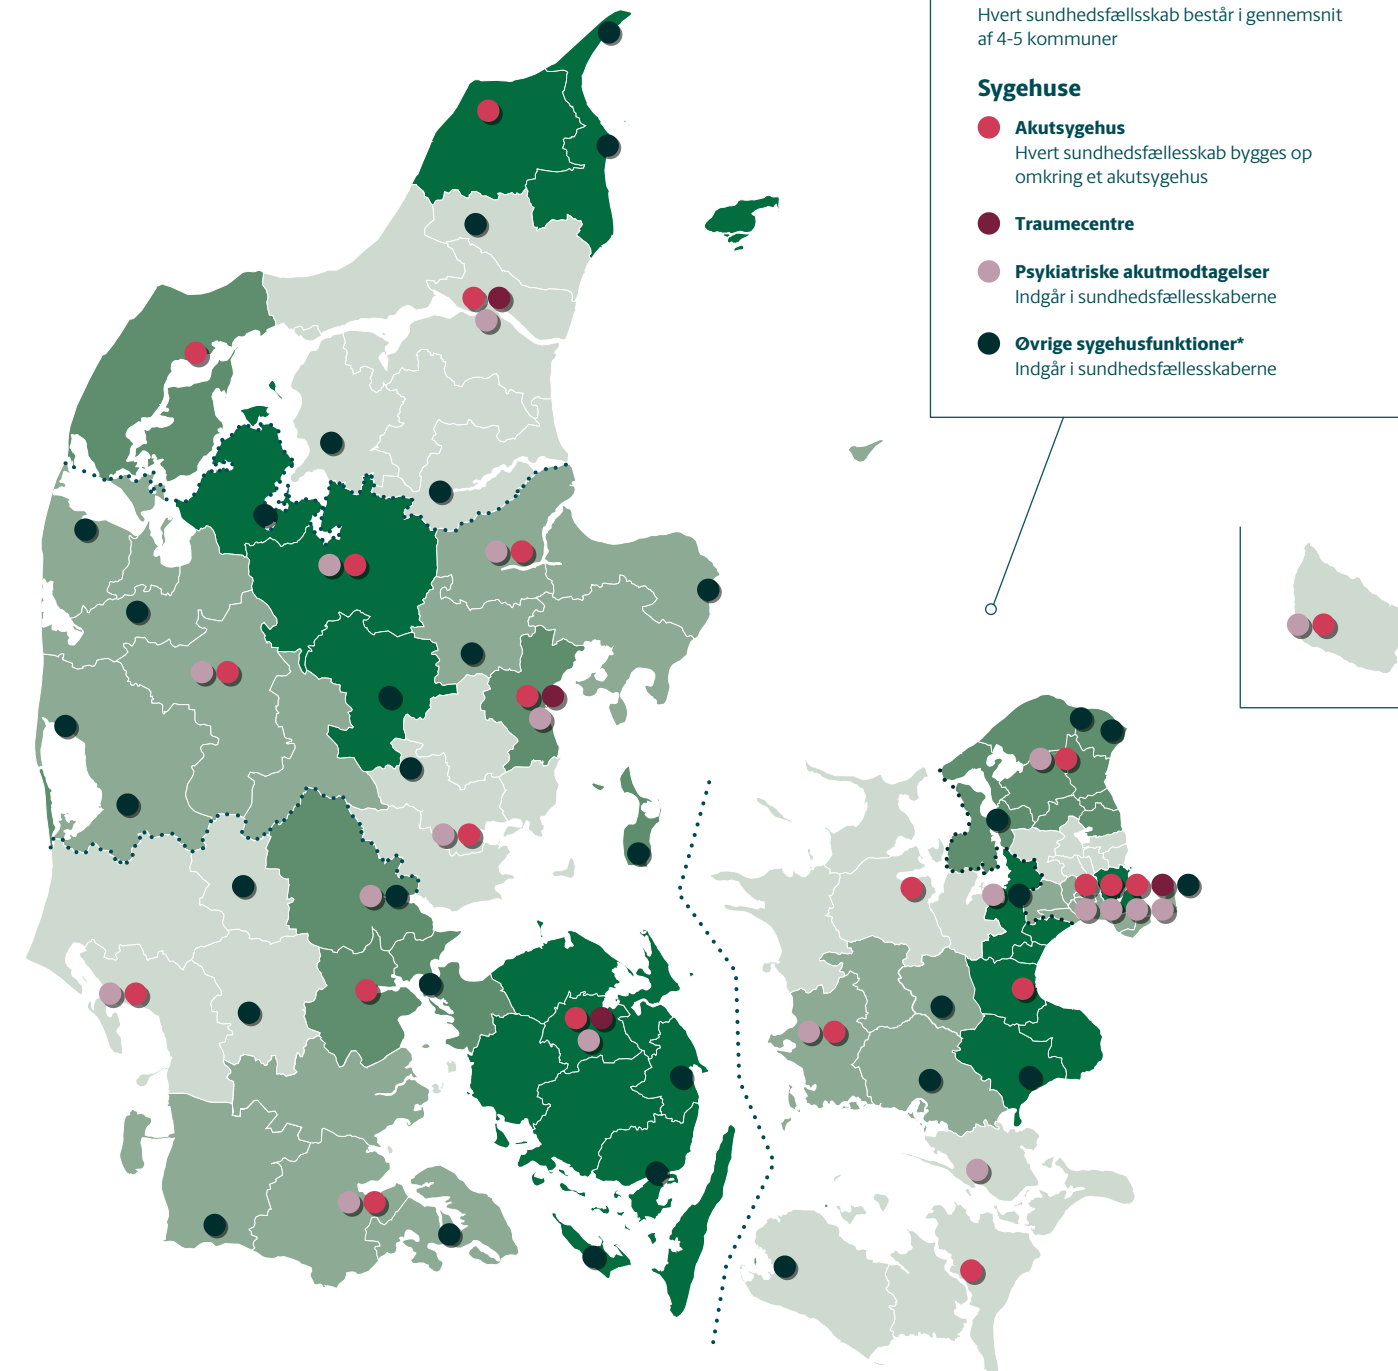 Hvert sundhedsfællsskab består i gennemsnit
af 4-5 kommuner
Sygehuse
Akutsygehus
Hvert sundhedsfællesskab bygges op
omkring et akutsygehus
Traumecentre
Psykiatriske akutmodtagelser
Indgår i sundhedsfællesskaberne
Øvrige sygehusfunktioner*
Indgår i sundhedsfællesskaberne